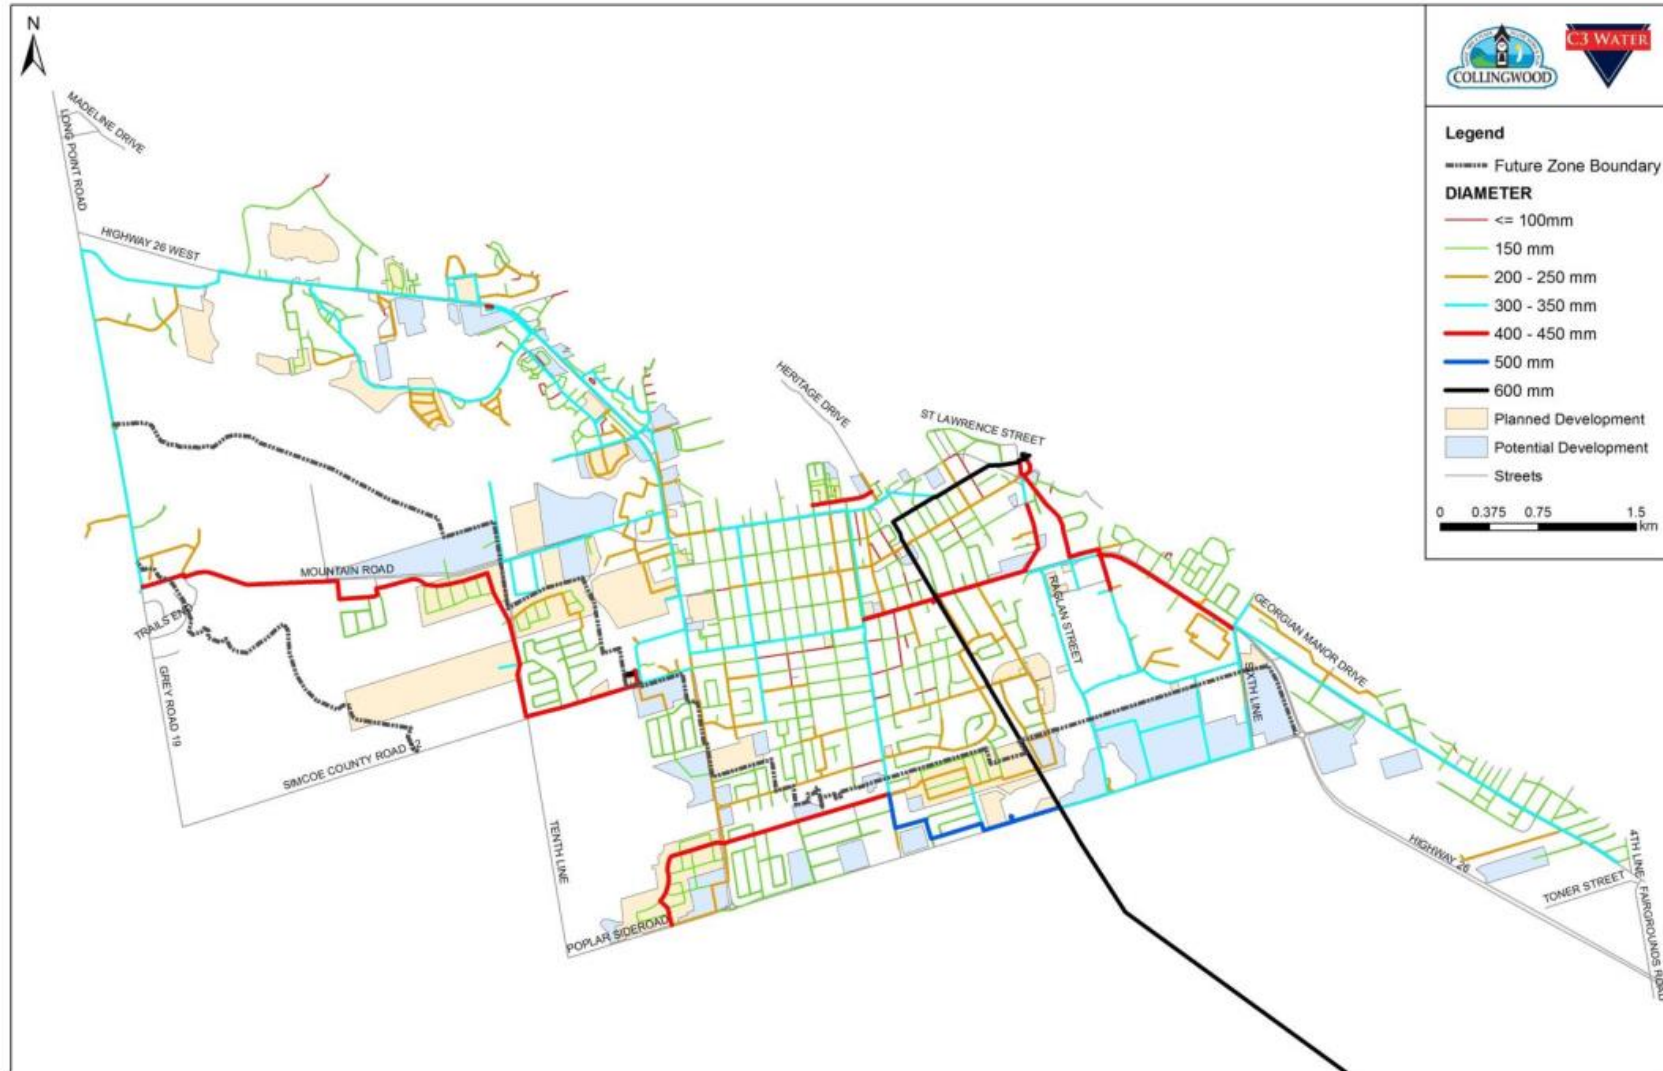 N
C3 WATER
COLLINGWOOD
Legend
Future Zone Boundary
DIAMETER
<= 100mm
150 mm
200 - 250 mm
300 - 350 mm
400 - 450 mm
500 mm
600 mm
Planned Development
Potential Development
Streets
0 0.375 0.75 1.5
km
MADELINE DRIVE
LONG POINT ROAD
HIGHWAY 26 WEST
HERITAGE DRIVE
ST LAWRENCE STREET
MOUNTAIN ROAD
TRAILS END
GREY ROAD 19
SIMCOE COUNTY ROAD
TENTH LINE
POPLAR SIDEROAD
RAGLAN STREET
SIXTH LINE
GEORGIAN MANOR DRIVE
HIGHWAY 26
TONER STREET
4TH LINE
FAIRGROUNDS ROAD